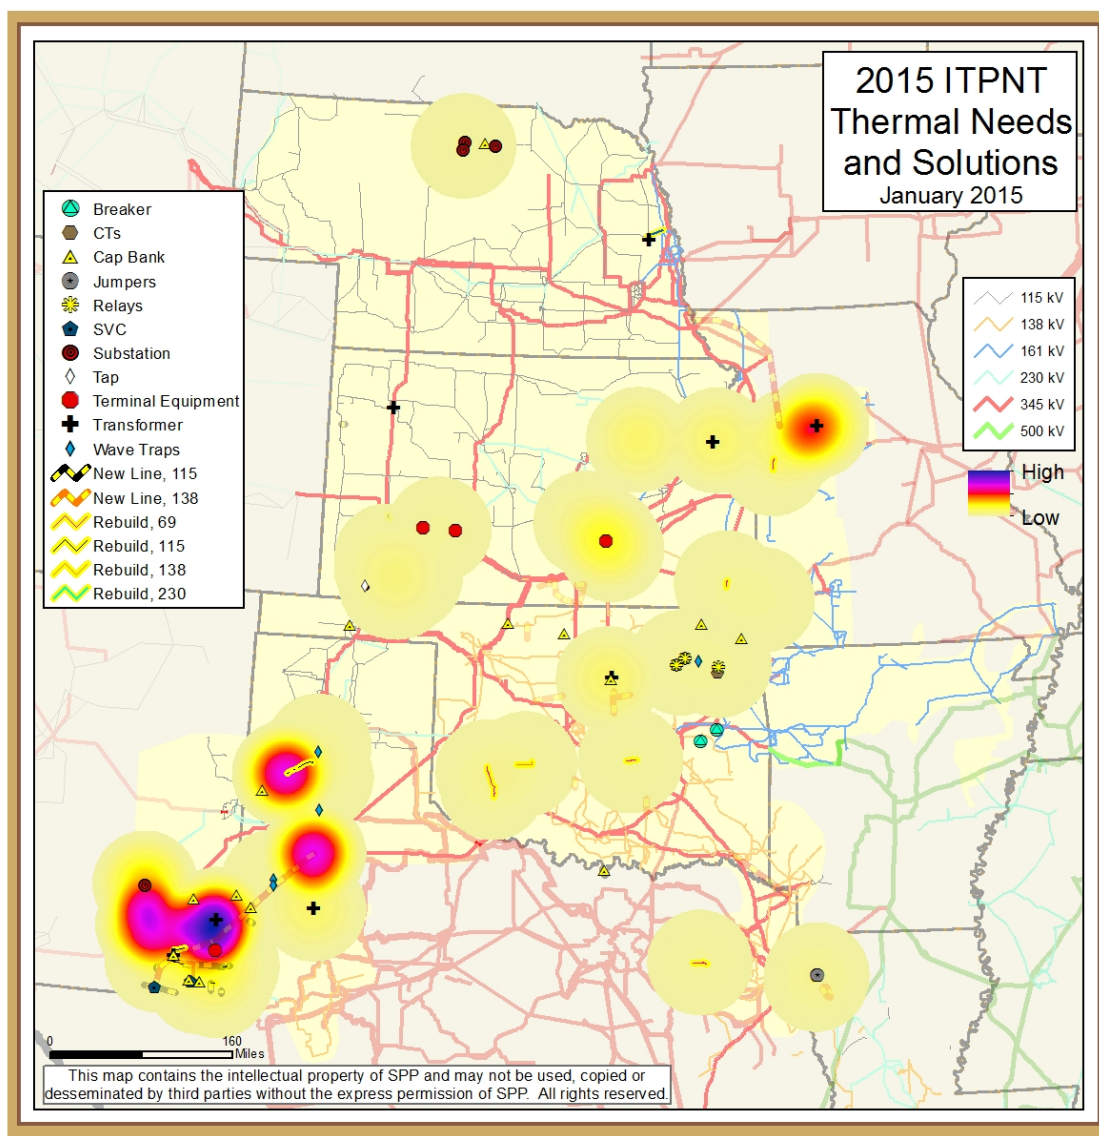 2015 ITPNT
Thermal Needs
and Solutions
January 2015
Breaker
CTs
Cap Bank
Jumpers
Relays
SVC
Substation
Tap
Terminal Equipment
Transformer
Wave Traps
New Line, 115
New Line, 138
Rebuild, 69
Rebuild, 115
Rebuild, 138
Rebuild, 230
115 kV
138 kV
161 kV
230 kV
345 kV
500 kV
High
Low
0 160
Miles
This map contains the intellectual property of SPP and may not be used, copied or
desseminated by third parties without the express permission of SPP. All rights reserved.